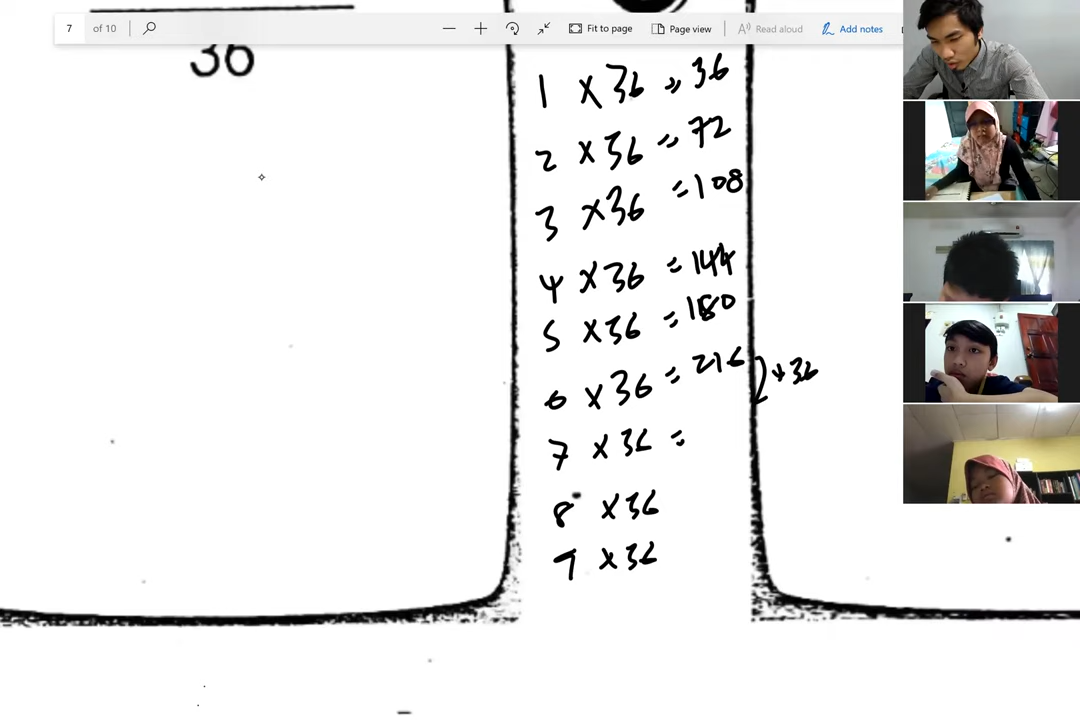 7 of 10 Fit to page Page view Read aloud Add notes
36
1 x 36 = 36
2 x 36 = 72
3 x 36 = 108
4 x 36 = 144
5 x 36 = 180
6 x 36 = 216
+36
7 x 36 =
8 x 36
9 x 36